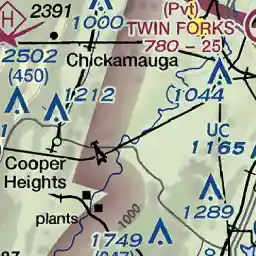 (Pvt)
2391
1000
TWIN FORKS
H
780 - 25
2502
(450)
Chickamauga
1044
1212
UC
1165
Cooper
Heights
plants
1000
1289
1749